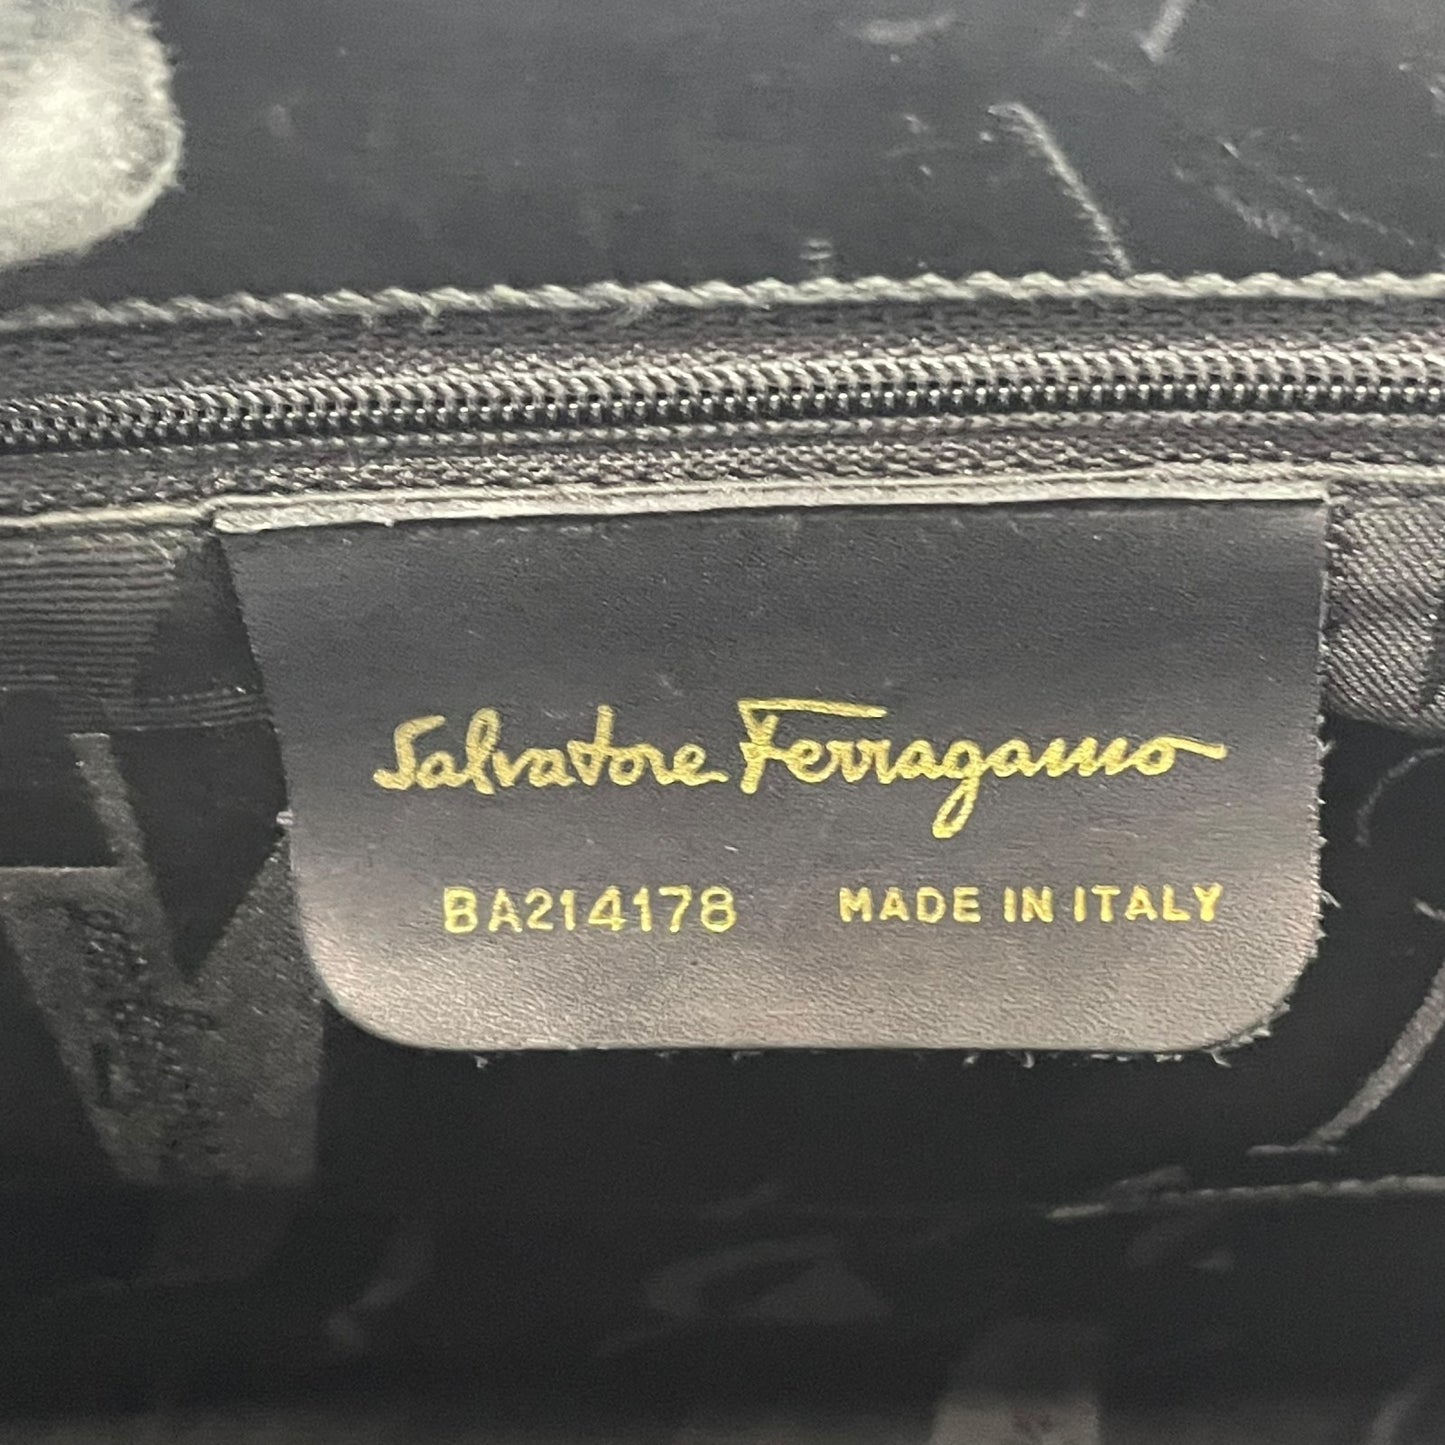 Salvatore Ferragamo
BA214178 MADE IN ITALY